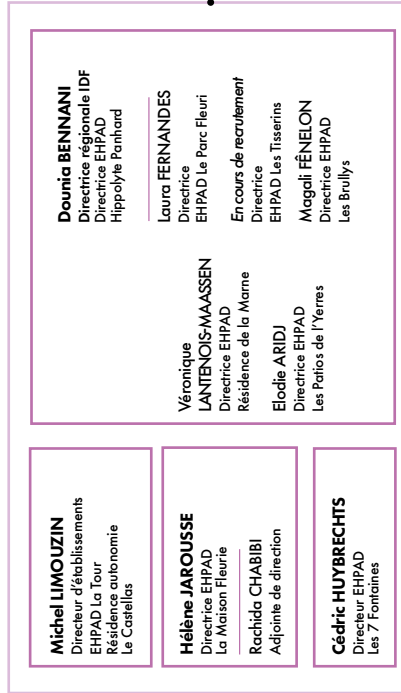 Michel LIMOUZIN
Directeur d'établissements
EHPAD La Tour
Résidence autonomie
Le Castellas
Hélène JAROUSSE
Directrice EHPAD
La Maison Fleurie
Rachida CHABIBI
Adjointe de direction
Cédric HUYBRECHTS
Directeur EHPAD
Les 7 Fontaines
Dounia BENNANI
Directrice régionale IDF
Directrice EHPAD
Hippolyte Panhard
Véronique
LANTENOIS-MAASSEN
Directrice EHPAD
Résidence de la Marne
Elodie ARIDJ
Directrice EHPAD
Les Patios de l'Yerres
Laura FERNANDES
Directrice
EHPAD Le Parc Fleuri
En cours de recrutement
Directrice
EHPAD Les Tisserins
Magali FÉNELON
Directrice EHPAD
Les Brullys